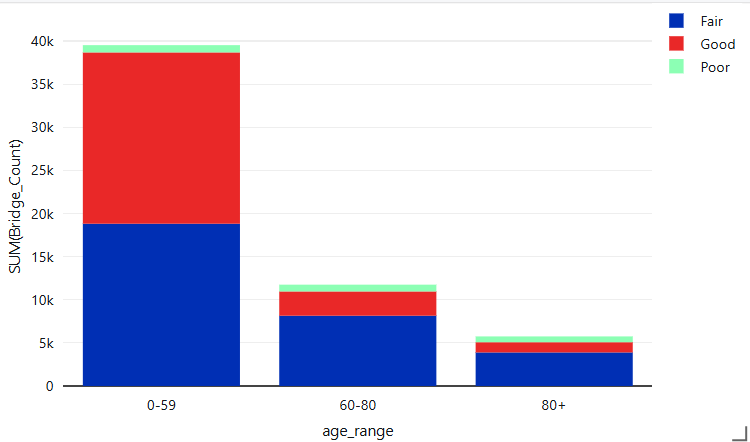 Fair
Good
Poor
40k
35k
30k
25k
20k
15k
10k
5k
0
SUM(Bridge_Count)
0-59
60-80
80+
age_range